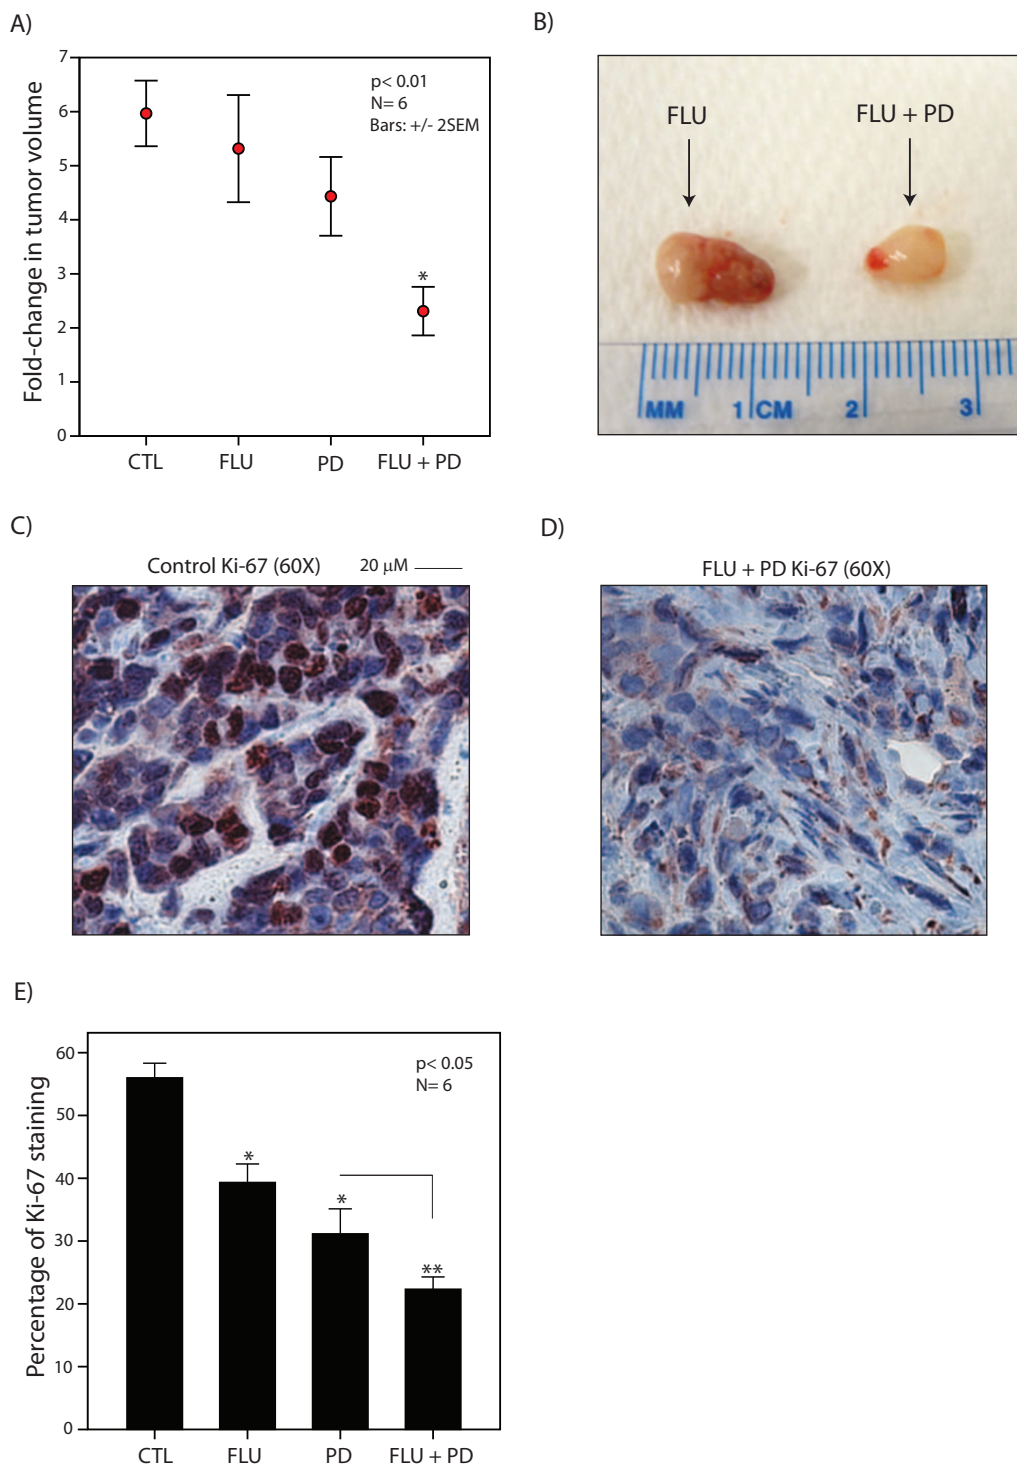 A)
Fold-change in tumor volume
7
6
5
4
3
2
1
0
p< 0.01
N= 6
Bars: +/- 2SEM
*
CTL
FLU
PD
FLU + PD
B)
FLU
FLU + PD
MM 1 CM 2 3
C)
Control Ki-67 (60X)
20 μM
D)
FLU + PD Ki-67 (60X)
E)
Percentage of Ki-67 staining
60
50
40
30
20
10
0
p< 0.05
N= 6
*
*
**
CTL
FLU
PD
FLU + PD